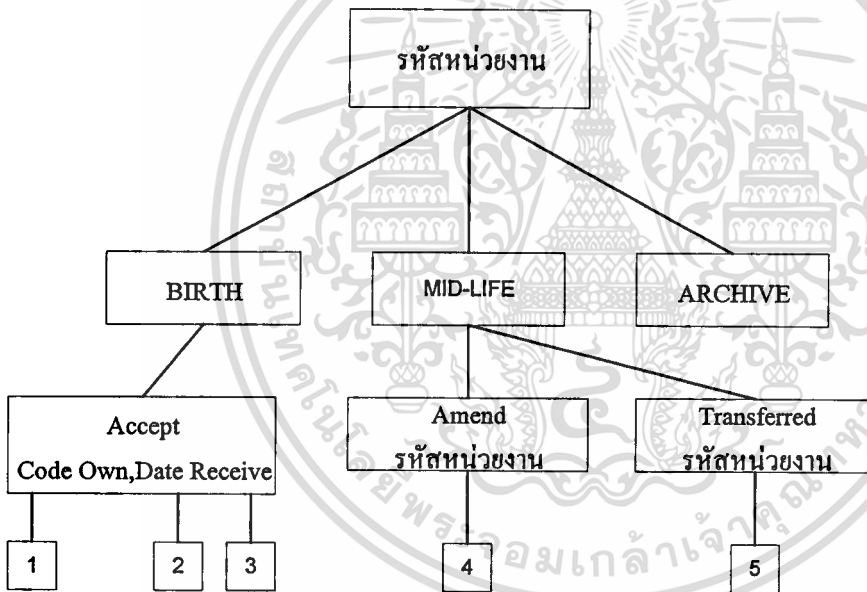 รหัสหน่วยงาน
BIRTH
MID-LIFE
ARCHIVE
Accept
Code Own,Date Receive
Amend
รหัสหน่วยงาน
Transferred
รหัสหน่วยงาน
1
2
3
4
5